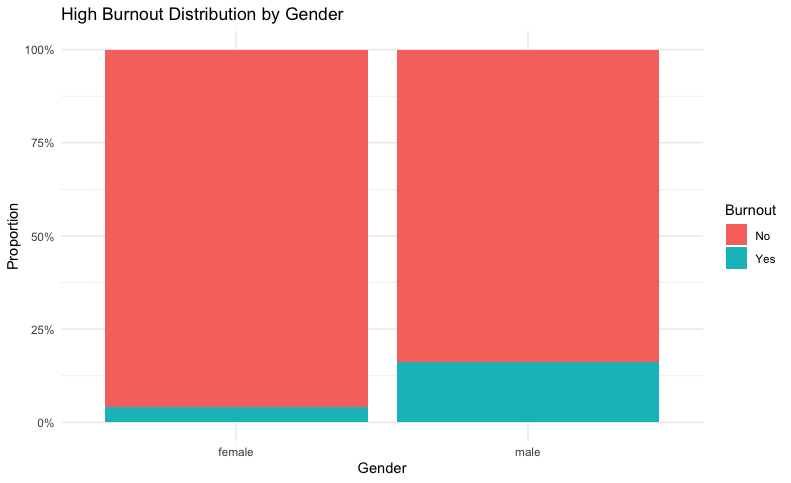 High Burnout Distribution by Gender
100%
75%
50%
25%
0%
Proportion
female
male
Gender
Burnout
No
Yes